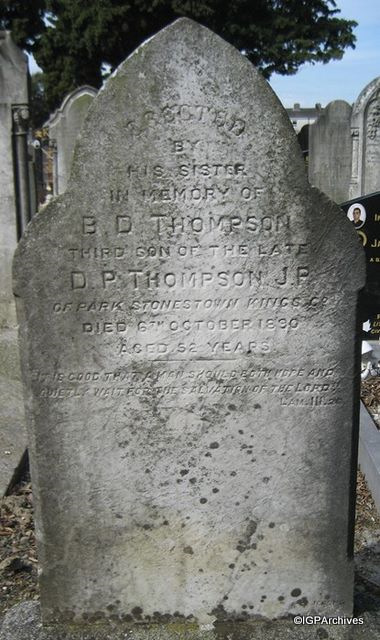 ERECTED
BY
HIS SISTER
IN MEMORY OF
B. D. THOMPSON
THIRD SON OF THE LATE
D. P. THOMPSON J.P.
OF PARK STONESTOWN KINGS CO.
DIED 6TH OCTOBER 1890
AGED 52 YEARS
IT IS GOOD THAT A MAN SHOULD BOTH HOPE AND
QUIETLY WAIT FOR THE SALVATION OF THE LORD.
LAM. III. 26
©IGPArchives